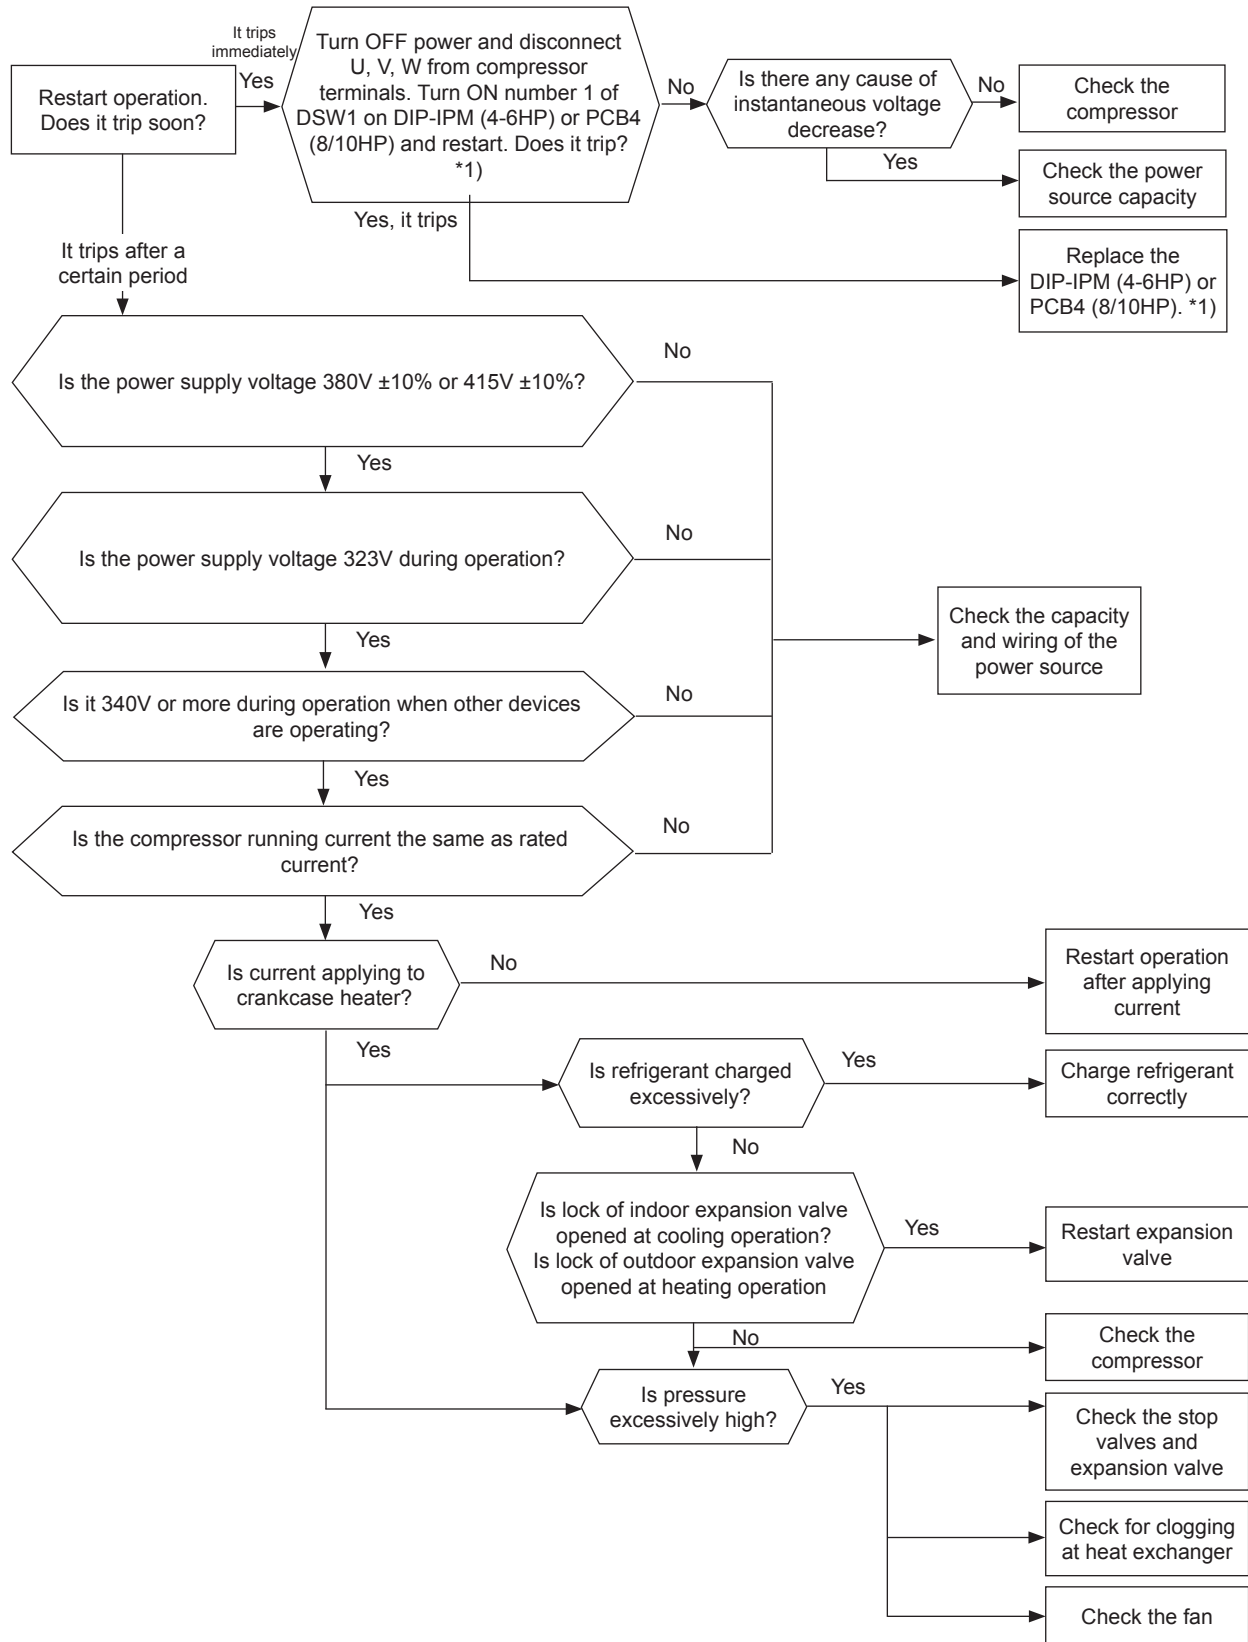 It trips
immediately
Yes
Restart operation.
Does it trip soon?
Turn OFF power and disconnect
U, V, W from compressor
terminals. Turn ON number 1 of
DSW1 on DIP-IPM (4-6HP) or PCB4
(8/10HP) and restart. Does it trip?
*1)
No
Is there any cause of
instantaneous voltage
decrease?
No
Check the
compressor
Yes
Check the power
source capacity
Yes, it trips
Replace the
DIP-IPM (4-6HP) or
PCB4 (8/10HP). *1)
It trips after a
certain period
Is the power supply voltage 380V ±10% or 415V ±10%?
No
Yes
Is the power supply voltage 323V during operation?
No
Yes
Check the capacity
and wiring of the
power source
Is it 340V or more during operation when other devices
are operating?
No
Yes
Is the compressor running current the same as rated
current?
No
Yes
Is current applying to
crankcase heater?
No
Restart operation
after applying
current
Yes
Is refrigerant charged
excessively?
Yes
Charge refrigerant
correctly
No
Is lock of indoor expansion valve
opened at cooling operation?
Is lock of outdoor expansion valve
opened at heating operation
Yes
Restart expansion
valve
No
Check the
compressor
Is pressure
excessively high?
Yes
Check the stop
valves and
expansion valve
Check for clogging
at heat exchanger
Check the fan